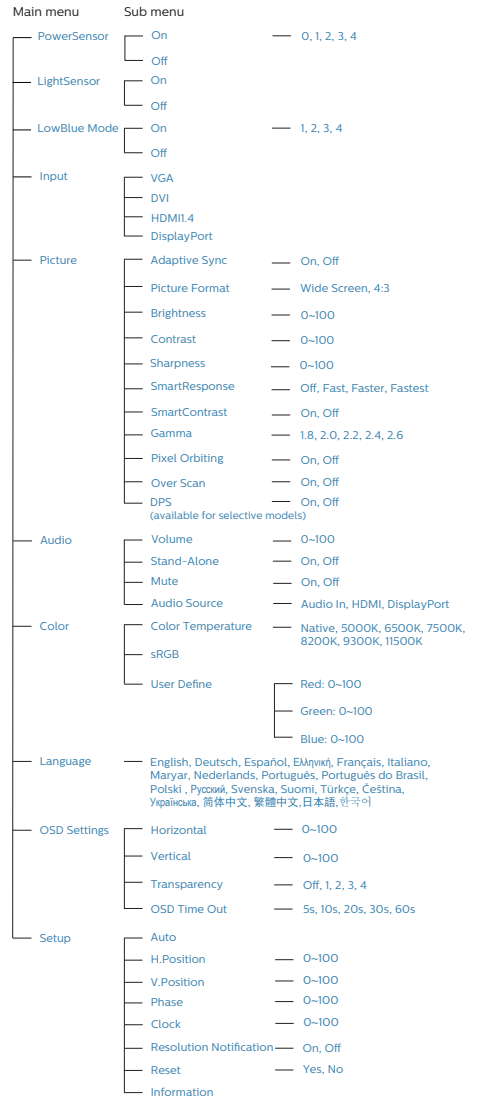 Main menu Sub menu
PowerSensor On 0, 1, 2, 3, 4
Off
LightSensor On
Off
LowBlue Mode On 1, 2, 3, 4
Off
Input VGA
DVI
HDMI1.4
DisplayPort
Picture Adaptive Sync On, Off
Picture Format Wide Screen, 4:3
Brightness 0~100
Contrast 0~100
Sharpness 0~100
SmartResponse Off, Fast, Faster, Fastest
SmartContrast On, Off
Gamma 1.8, 2.0, 2.2, 2.4, 2.6
Pixel Orbiting On, Off
Over Scan On, Off
DPS On, Off
(available for selective models)
Audio Volume 0~100
Stand-Alone On, Off
Mute On, Off
Audio Source Audio In, HDMI, DisplayPort
Color Color Temperature Native, 5000K, 6500K, 7500K,
8200K, 9300K, 11500K
sRGB
User Define Red: 0~100
Green: 0~100
Blue: 0~100
Language English, Deutsch, Español, Ελληνική, Français, Italiano,
Maryar, Nederlands, Português, Português do Brasil,
Polski , Русский, Svenska, Suomi, Türkçe, Čeština,
Українська, 简体中文, 繁體中文,日本語,한국어
OSD Settings Horizontal 0~100
Vertical 0~100
Transparency Off, 1, 2, 3, 4
OSD Time Out 5s, 10s, 20s, 30s, 60s
Setup Auto
H.Position 0~100
V.Position 0~100
Phase 0~100
Clock 0~100
Resolution Notification On, Off
Reset Yes, No
Information